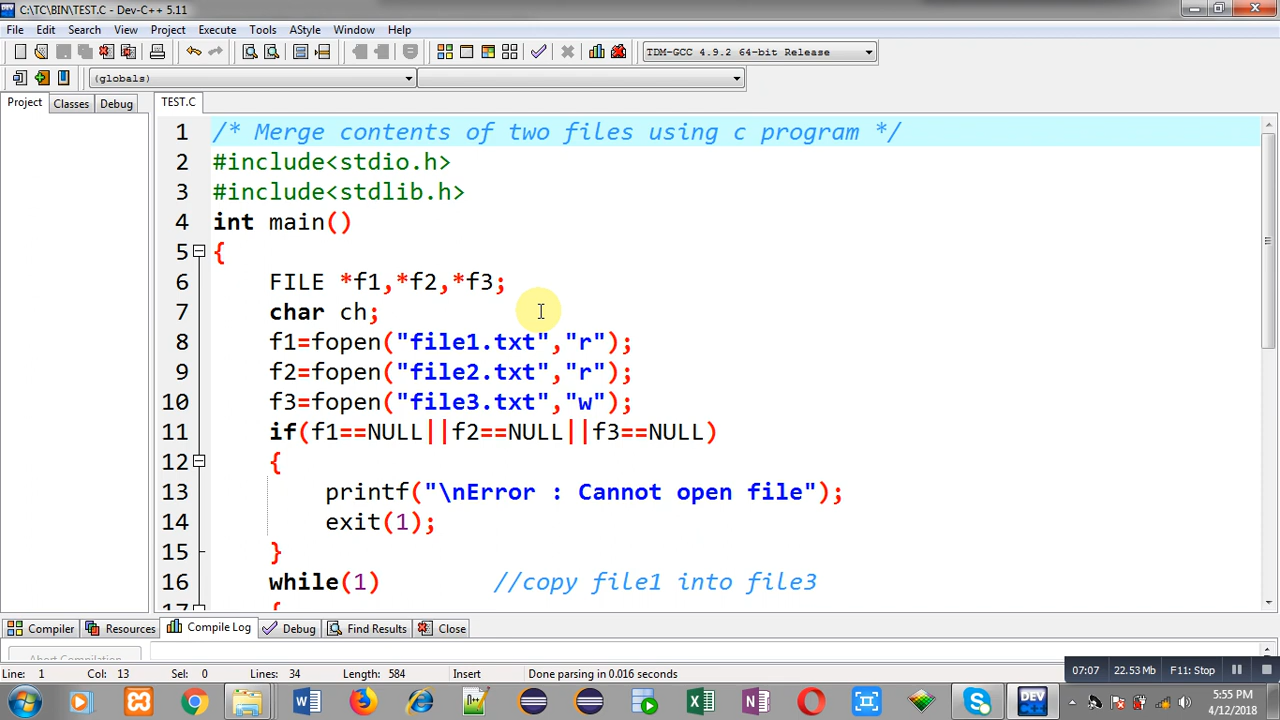 C:\TC\BIN\TEST.C - Dev-C++ 5.11
File Edit Search View Project Execute Tools AStyle Window Help
TDM-GCC 4.9.2 64-bit Release
(globals)
Project Classes Debug
TEST.C
1 /* Merge contents of two files using c program */
2 #include<stdio.h>
3 #include<stdlib.h>
4 int main()
5 {
6 FILE *f1,*f2,*f3;
7 char ch;
8 f1=fopen("file1.txt","r");
9 f2=fopen("file2.txt","r");
10 f3=fopen("file3.txt","w");
11 if(f1==NULL||f2==NULL||f3==NULL)
12 {
13 printf("\nError : Cannot open file");
14 exit(1);
15 }
16 while(1) //copy file1 into file3
17 {
Compiler Resources Compile Log Debug Find Results Close
Abort Compilation
Line: 1 Col: 13 Sel: 0 Lines: 34 Length: 584 Insert Done parsing in 0.016 seconds
07:07 22.53 Mb F11: Stop
DEV
5:55 PM
4/12/2018